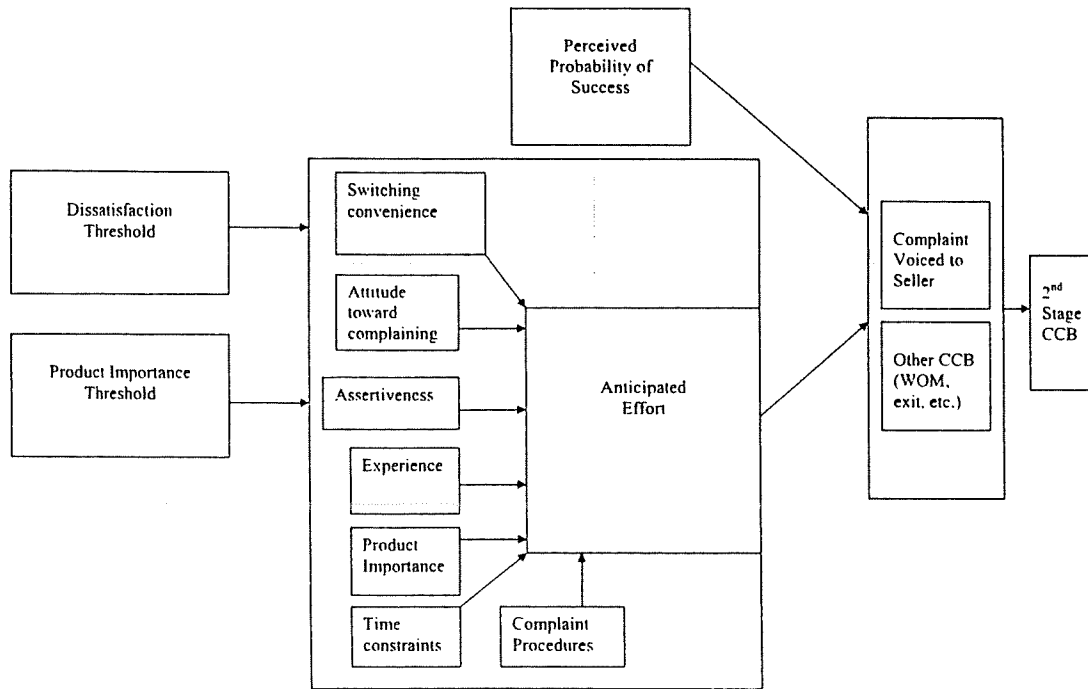 Perceived
Probability of
Success
Dissatisfaction
Threshold
Product Importance
Threshold
Switching
convenience
Attitude
toward
complaining
Assertiveness
Experience
Product
Importance
Time
constraints
Complaint
Procedures
Anticipated
Effort
Complaint
Voiced to
Seller
Other CCB
(WOM,
exit, etc.)
2nd
Stage
CCB